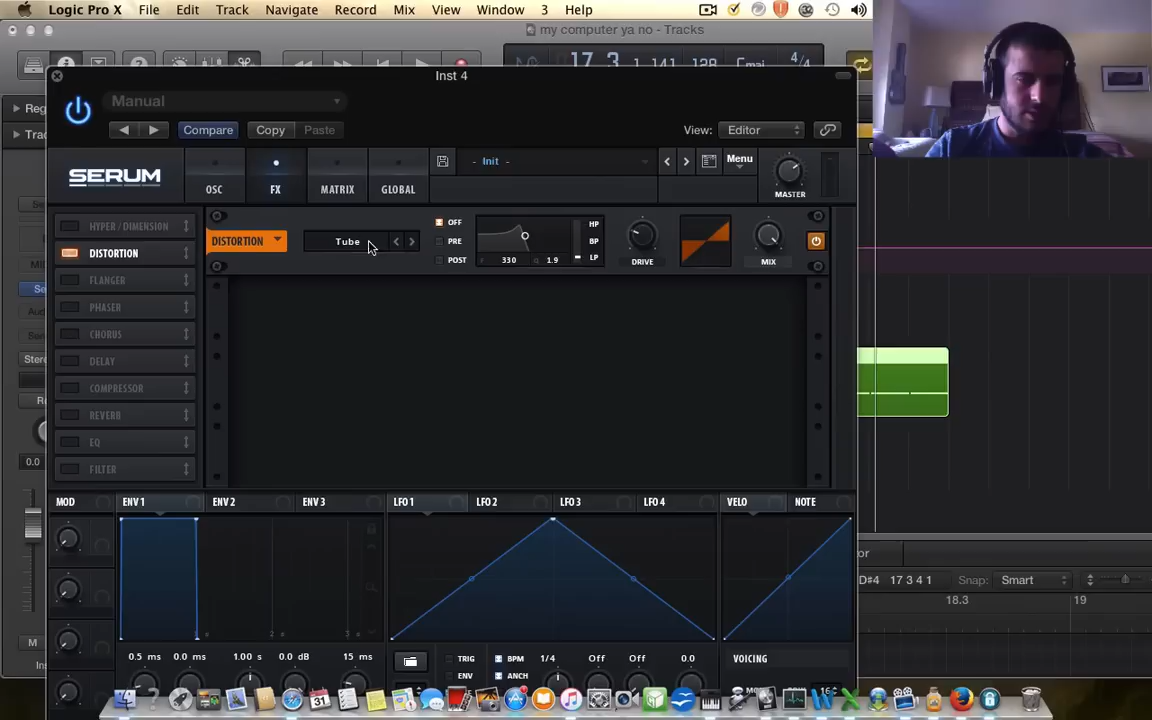 Logic Pro X File Edit Track Navigate Record Mix View Window 3 Help
my computer ya no - Tracks
17 3 1 141 128 Cmaj 4/4
Inst 4
Manual
Compare Copy Paste View: Editor
SERUM OSC FX MATRIX GLOBAL - Init - Menu MASTER
HYPER / DIMENSION
DISTORTION
FLANGER
PHASER
CHORUS
DELAY
COMPRESSOR
REVERB
EQ
FILTER
DISTORTION Tube
OFF
PRE
POST
330 1.9
HP
BP
LP
DRIVE MIX
Reg
Tra
Se
Stere
0.0
M
MOD ENV 1 ENV 2 ENV 3 LFO 1 LFO 2 LFO 3 LFO 4 VELO NOTE
D#4 17 3 4 1 Snap: Smart
18.3 19
0.5 ms 0.0 ms 1.00 s 0.0 dB 15 ms
TRIG BPM 1/4 Off Off 0.0
ENV ANCH
VOICING